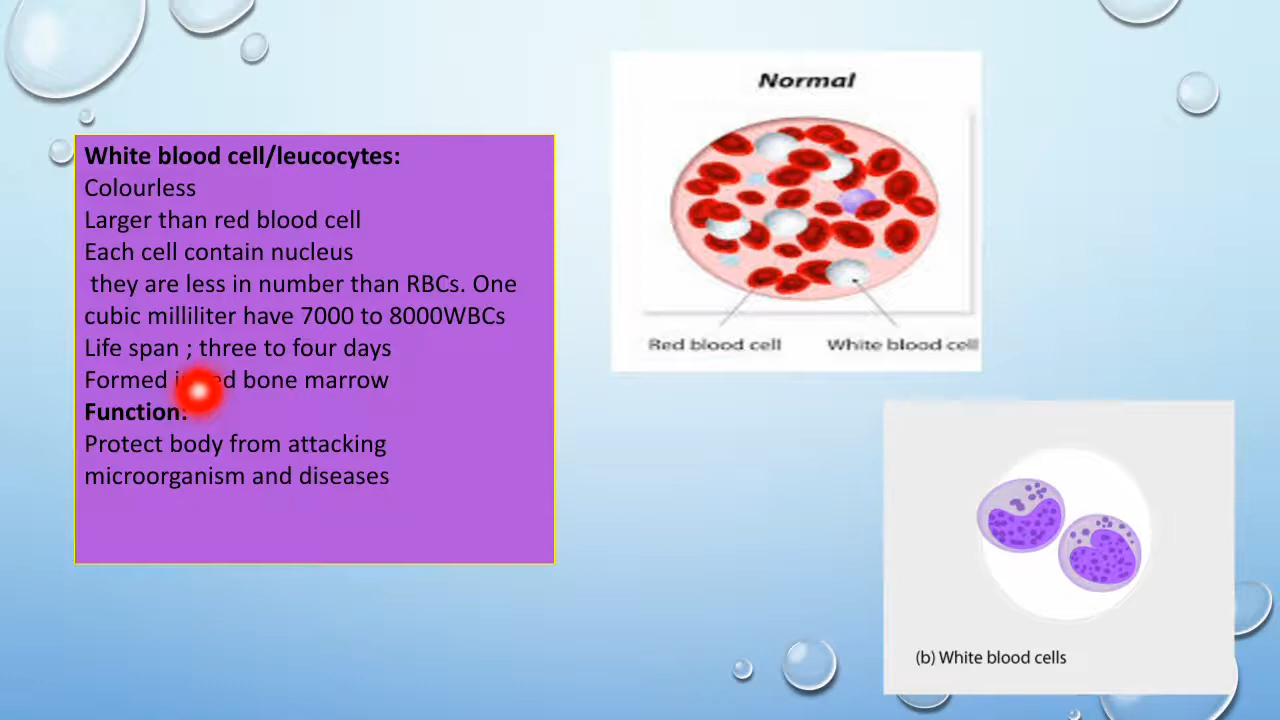 White blood cell/leucocytes:
Colourless
Larger than red blood cell
Each cell contain nucleus
they are less in number than RBCs. One
cubic milliliter have 7000 to 8000WBCs
Life span ; three to four days
Formed bone marrow
Function:
Protect body from attacking
microorganism and diseases
Normal
Red blood cell White blood cell
(b) White blood cells